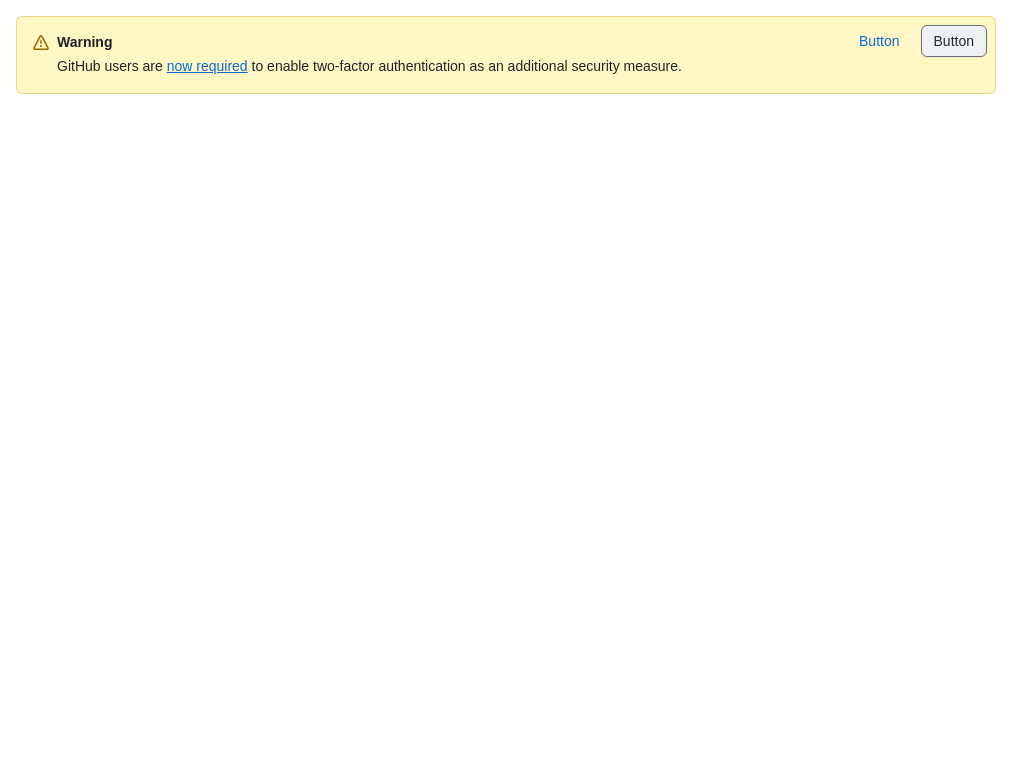 Warning
Button
Button
GitHub users are now required to enable two-factor authentication as an additional security measure.